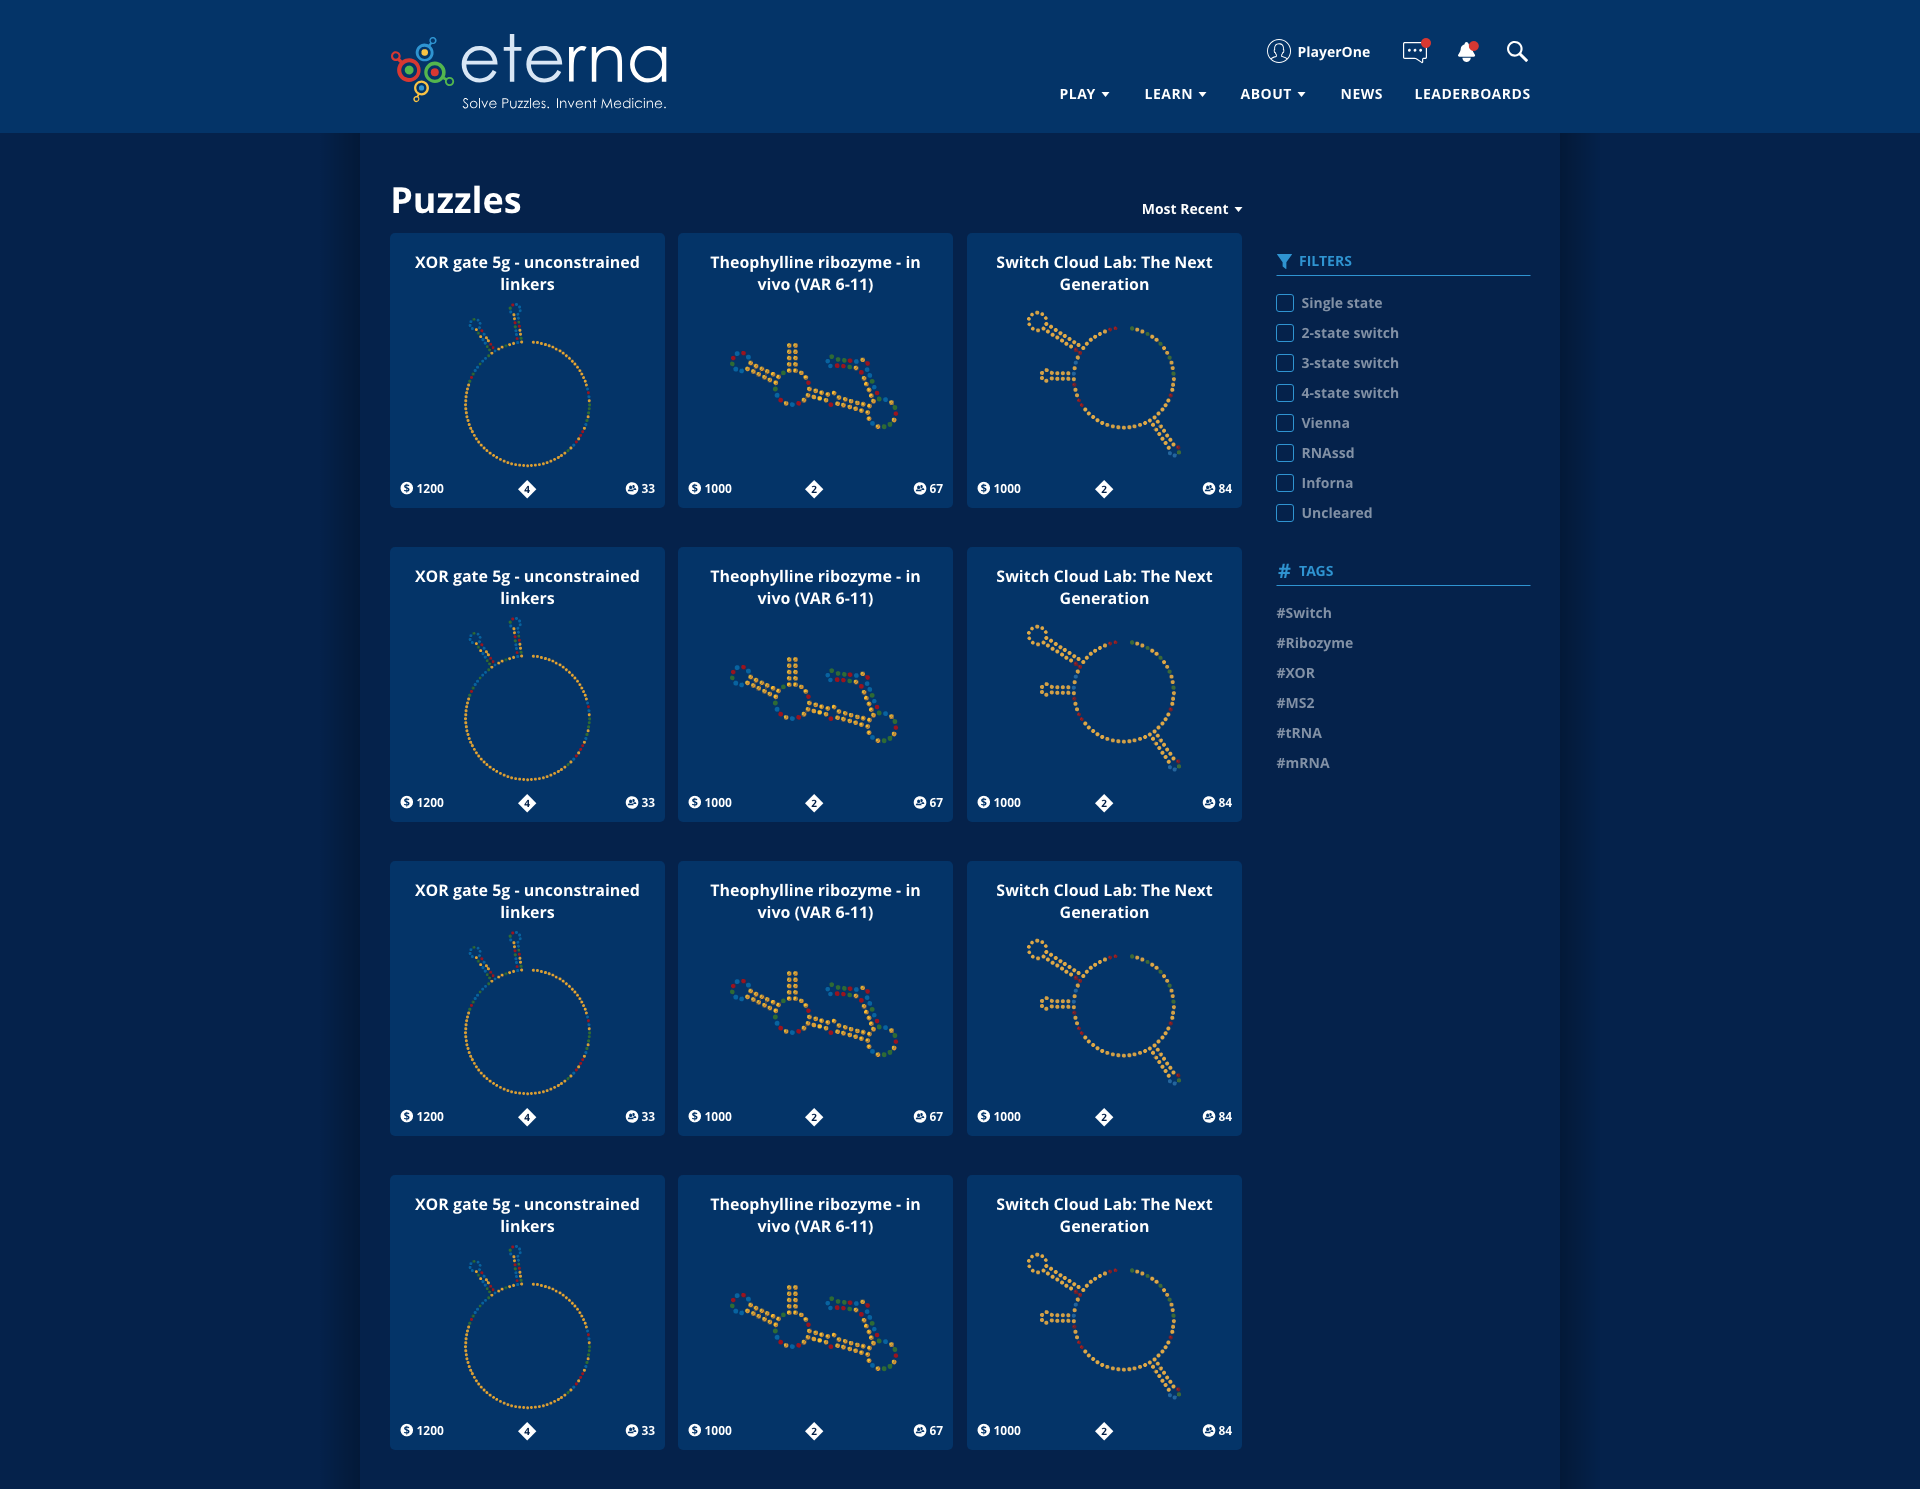 eterna
Solve Puzzles. Invent Medicine.
PlayerOne
PLAY
LEARN
ABOUT
NEWS
LEADERBOARDS
Puzzles
Most Recent
XOR gate 5g - unconstrained
linkers
$ 1200
4
33
Theophylline ribozyme - in
vivo (VAR 6-11)
$ 1000
2
67
Switch Cloud Lab: The Next
Generation
$ 1000
2
84
XOR gate 5g - unconstrained
linkers
$ 1200
4
33
Theophylline ribozyme - in
vivo (VAR 6-11)
$ 1000
2
67
Switch Cloud Lab: The Next
Generation
$ 1000
2
84
XOR gate 5g - unconstrained
linkers
$ 1200
4
33
Theophylline ribozyme - in
vivo (VAR 6-11)
$ 1000
2
67
Switch Cloud Lab: The Next
Generation
$ 1000
2
84
XOR gate 5g - unconstrained
linkers
$ 1200
4
33
Theophylline ribozyme - in
vivo (VAR 6-11)
$ 1000
2
67
Switch Cloud Lab: The Next
Generation
$ 1000
2
84
FILTERS
Single state
2-state switch
3-state switch
4-state switch
Vienna
RNAssd
Inforna
Uncleared
# TAGS
#Switch
#Ribozyme
#XOR
#MS2
#tRNA
#mRNA